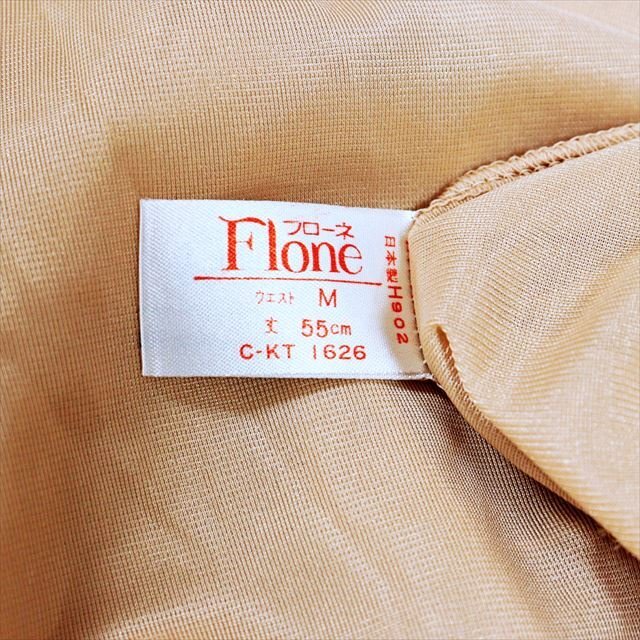 フローネ
Flone
ウエスト M
丈 55cm
C-KT 1626
日本製H902